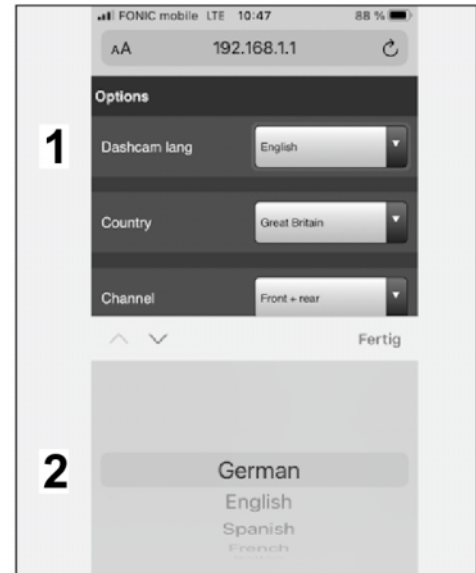 FONIC mobile LTE 10:47 88 %
AA 192.168.1.1
Options
1 Dashcam lang English
Country Great Britain
Channel Front + rear
Fertig
2 German
English
Spanish
French